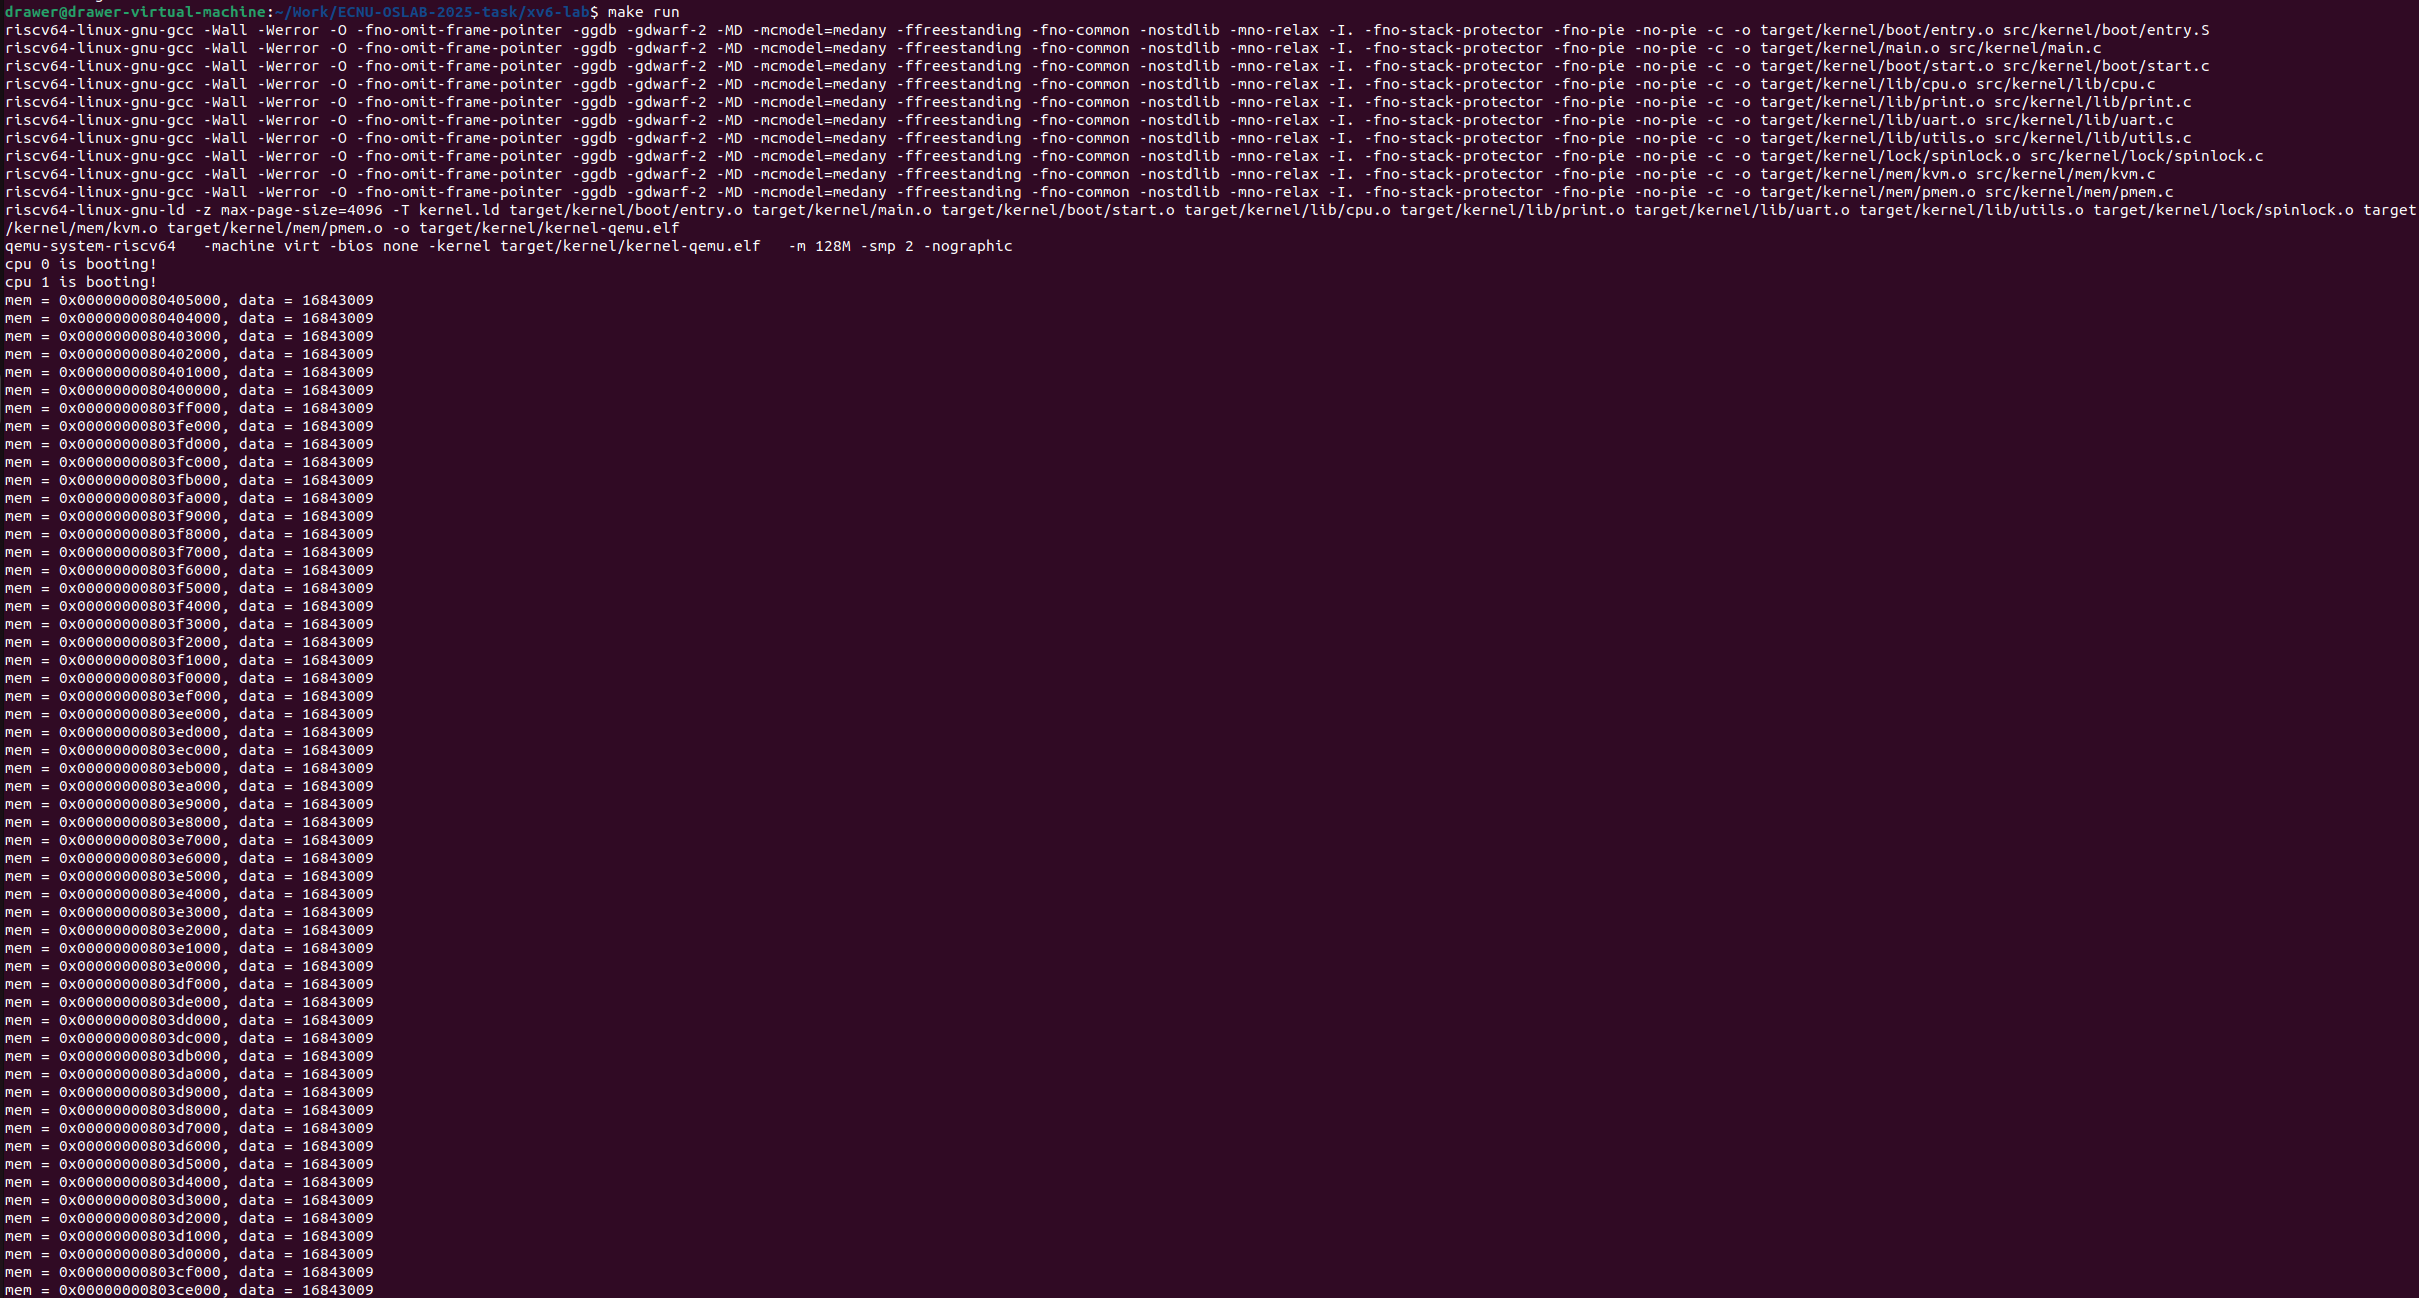 drawer@drawer-virtual-machine:~/Work/ECNU-OSLAB-2025-task/xv6-lab$ make run
riscv64-linux-gnu-gcc -Wall -Werror -O -fno-omit-frame-pointer -ggdb -gdwarf-2 -MD -mcmodel=medany -ffreestanding -fno-common -nostdlib -mno-relax -I. -fno-stack-protector -fno-pie -no-pie -c -o target/kernel/boot/entry.o src/kernel/boot/entry.S
riscv64-linux-gnu-gcc -Wall -Werror -O -fno-omit-frame-pointer -ggdb -gdwarf-2 -MD -mcmodel=medany -ffreestanding -fno-common -nostdlib -mno-relax -I. -fno-stack-protector -fno-pie -no-pie -c -o target/kernel/main.o src/kernel/main.c
riscv64-linux-gnu-gcc -Wall -Werror -O -fno-omit-frame-pointer -ggdb -gdwarf-2 -MD -mcmodel=medany -ffreestanding -fno-common -nostdlib -mno-relax -I. -fno-stack-protector -fno-pie -no-pie -c -o target/kernel/boot/start.o src/kernel/boot/start.c
riscv64-linux-gnu-gcc -Wall -Werror -O -fno-omit-frame-pointer -ggdb -gdwarf-2 -MD -mcmodel=medany -ffreestanding -fno-common -nostdlib -mno-relax -I. -fno-stack-protector -fno-pie -no-pie -c -o target/kernel/lib/cpu.o src/kernel/lib/cpu.c
riscv64-linux-gnu-gcc -Wall -Werror -O -fno-omit-frame-pointer -ggdb -gdwarf-2 -MD -mcmodel=medany -ffreestanding -fno-common -nostdlib -mno-relax -I. -fno-stack-protector -fno-pie -no-pie -c -o target/kernel/lib/print.o src/kernel/lib/print.c
riscv64-linux-gnu-gcc -Wall -Werror -O -fno-omit-frame-pointer -ggdb -gdwarf-2 -MD -mcmodel=medany -ffreestanding -fno-common -nostdlib -mno-relax -I. -fno-stack-protector -fno-pie -no-pie -c -o target/kernel/lib/uart.o src/kernel/lib/uart.c
riscv64-linux-gnu-gcc -Wall -Werror -O -fno-omit-frame-pointer -ggdb -gdwarf-2 -MD -mcmodel=medany -ffreestanding -fno-common -nostdlib -mno-relax -I. -fno-stack-protector -fno-pie -no-pie -c -o target/kernel/lib/utils.o src/kernel/lib/utils.c
riscv64-linux-gnu-gcc -Wall -Werror -O -fno-omit-frame-pointer -ggdb -gdwarf-2 -MD -mcmodel=medany -ffreestanding -fno-common -nostdlib -mno-relax -I. -fno-stack-protector -fno-pie -no-pie -c -o target/kernel/lock/spinlock.o src/kernel/lock/spinlock.c
riscv64-linux-gnu-gcc -Wall -Werror -O -fno-omit-frame-pointer -ggdb -gdwarf-2 -MD -mcmodel=medany -ffreestanding -fno-common -nostdlib -mno-relax -I. -fno-stack-protector -fno-pie -no-pie -c -o target/kernel/mem/kvm.o src/kernel/mem/kvm.c
riscv64-linux-gnu-gcc -Wall -Werror -O -fno-omit-frame-pointer -ggdb -gdwarf-2 -MD -mcmodel=medany -ffreestanding -fno-common -nostdlib -mno-relax -I. -fno-stack-protector -fno-pie -no-pie -c -o target/kernel/mem/pmem.o src/kernel/mem/pmem.c
riscv64-linux-gnu-ld -z max-page-size=4096 -T kernel.ld target/kernel/boot/entry.o target/kernel/main.o target/kernel/boot/start.o target/kernel/lib/cpu.o target/kernel/lib/print.o target/kernel/lib/uart.o target/kernel/lib/utils.o target/kernel/lock/spinlock.o target
/kernel/mem/kvm.o target/kernel/mem/pmem.o -o target/kernel/kernel-qemu.elf
qemu-system-riscv64   -machine virt -bios none -kernel target/kernel/kernel-qemu.elf   -m 128M -smp 2 -nographic
cpu 0 is booting!
cpu 1 is booting!
mem = 0x0000000080405000, data = 16843009
mem = 0x0000000080404000, data = 16843009
mem = 0x0000000080403000, data = 16843009
mem = 0x0000000080402000, data = 16843009
mem = 0x0000000080401000, data = 16843009
mem = 0x0000000080400000, data = 16843009
mem = 0x00000000803ff000, data = 16843009
mem = 0x00000000803fe000, data = 16843009
mem = 0x00000000803fd000, data = 16843009
mem = 0x00000000803fc000, data = 16843009
mem = 0x00000000803fb000, data = 16843009
mem = 0x00000000803fa000, data = 16843009
mem = 0x00000000803f9000, data = 16843009
mem = 0x00000000803f8000, data = 16843009
mem = 0x00000000803f7000, data = 16843009
mem = 0x00000000803f6000, data = 16843009
mem = 0x00000000803f5000, data = 16843009
mem = 0x00000000803f4000, data = 16843009
mem = 0x00000000803f3000, data = 16843009
mem = 0x00000000803f2000, data = 16843009
mem = 0x00000000803f1000, data = 16843009
mem = 0x00000000803f0000, data = 16843009
mem = 0x00000000803ef000, data = 16843009
mem = 0x00000000803ee000, data = 16843009
mem = 0x00000000803ed000, data = 16843009
mem = 0x00000000803ec000, data = 16843009
mem = 0x00000000803eb000, data = 16843009
mem = 0x00000000803ea000, data = 16843009
mem = 0x00000000803e9000, data = 16843009
mem = 0x00000000803e8000, data = 16843009
mem = 0x00000000803e7000, data = 16843009
mem = 0x00000000803e6000, data = 16843009
mem = 0x00000000803e5000, data = 16843009
mem = 0x00000000803e4000, data = 16843009
mem = 0x00000000803e3000, data = 16843009
mem = 0x00000000803e2000, data = 16843009
mem = 0x00000000803e1000, data = 16843009
mem = 0x00000000803e0000, data = 16843009
mem = 0x00000000803df000, data = 16843009
mem = 0x00000000803de000, data = 16843009
mem = 0x00000000803dd000, data = 16843009
mem = 0x00000000803dc000, data = 16843009
mem = 0x00000000803db000, data = 16843009
mem = 0x00000000803da000, data = 16843009
mem = 0x00000000803d9000, data = 16843009
mem = 0x00000000803d8000, data = 16843009
mem = 0x00000000803d7000, data = 16843009
mem = 0x00000000803d6000, data = 16843009
mem = 0x00000000803d5000, data = 16843009
mem = 0x00000000803d4000, data = 16843009
mem = 0x00000000803d3000, data = 16843009
mem = 0x00000000803d2000, data = 16843009
mem = 0x00000000803d1000, data = 16843009
mem = 0x00000000803d0000, data = 16843009
mem = 0x00000000803cf000, data = 16843009
mem = 0x00000000803ce000, data = 16843009